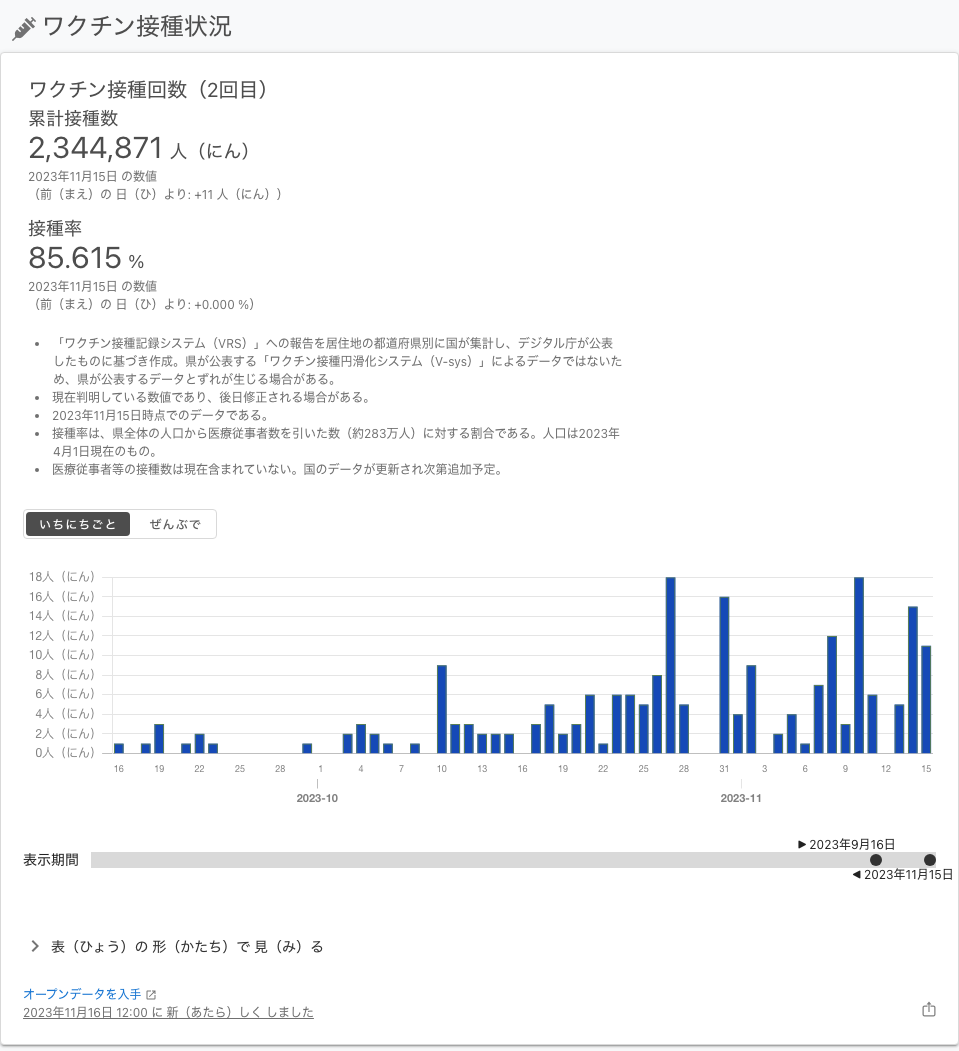 ワクチン接種状況
ワクチン接種回数（2回目）
累計接種数
2,344,871 人（にん）
2023年11月15日 の数値
（前（まえ）の 日（ひ）より: +11 人（にん））
接種率
85.615 %
2023年11月15日 の数値
（前（まえ）の 日（ひ）より: +0.000 %）
• 「ワクチン接種記録システム（VRS）」への報告を居住地の都道府県別に国が集計し、デジタル庁が公表
したものに基づき作成。県が公表する「ワクチン接種円滑化システム（V-sys）」によるデータではないた
め、県が公表するデータとずれが生じる場合がある。
• 現在判明している数値であり、後日修正される場合がある。
• 2023年11月15日時点でのデータである。
• 接種率は、県全体の人口から医療従事者数を引いた数（約283万人）に対する割合である。人口は2023年
4月1日現在のもの。
• 医療従事者等の接種数は現在含まれていない。国のデータが更新され次第追加予定。
いちにちごと ぜんぶで
18人（にん）
16人（にん）
14人（にん）
12人（にん）
10人（にん）
8人（にん）
6人（にん）
4人（にん）
2人（にん）
0人（にん）
16 19 22 25 28 1 4 7 10 13 16 19 22 25 28 31 3 6 9 12 15
2023-10 2023-11
2023年9月16日
表示期間
2023年11月15日
表（ひょう）の 形（かたち）で 見（み）る
オープンデータを入手
2023年11月16日 12:00 に 新（あたら）しく しました